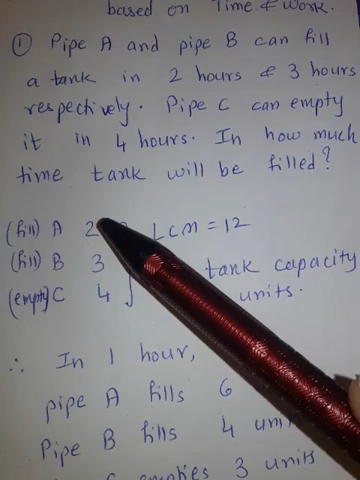 based on Time & Work.
① Pipe A and pipe B can fill
a tank in 2 hours & 3 hours
respectively. Pipe C can empty
it in 4 hours. In how much
time tank will be filled?
(fill) A 2 LCM = 12
(fill) B 3 tank capacity
(empty) C 4 units.
∴ In 1 hour,
pipe A fills 6
Pipe B fills 4 uni
empties 3 units